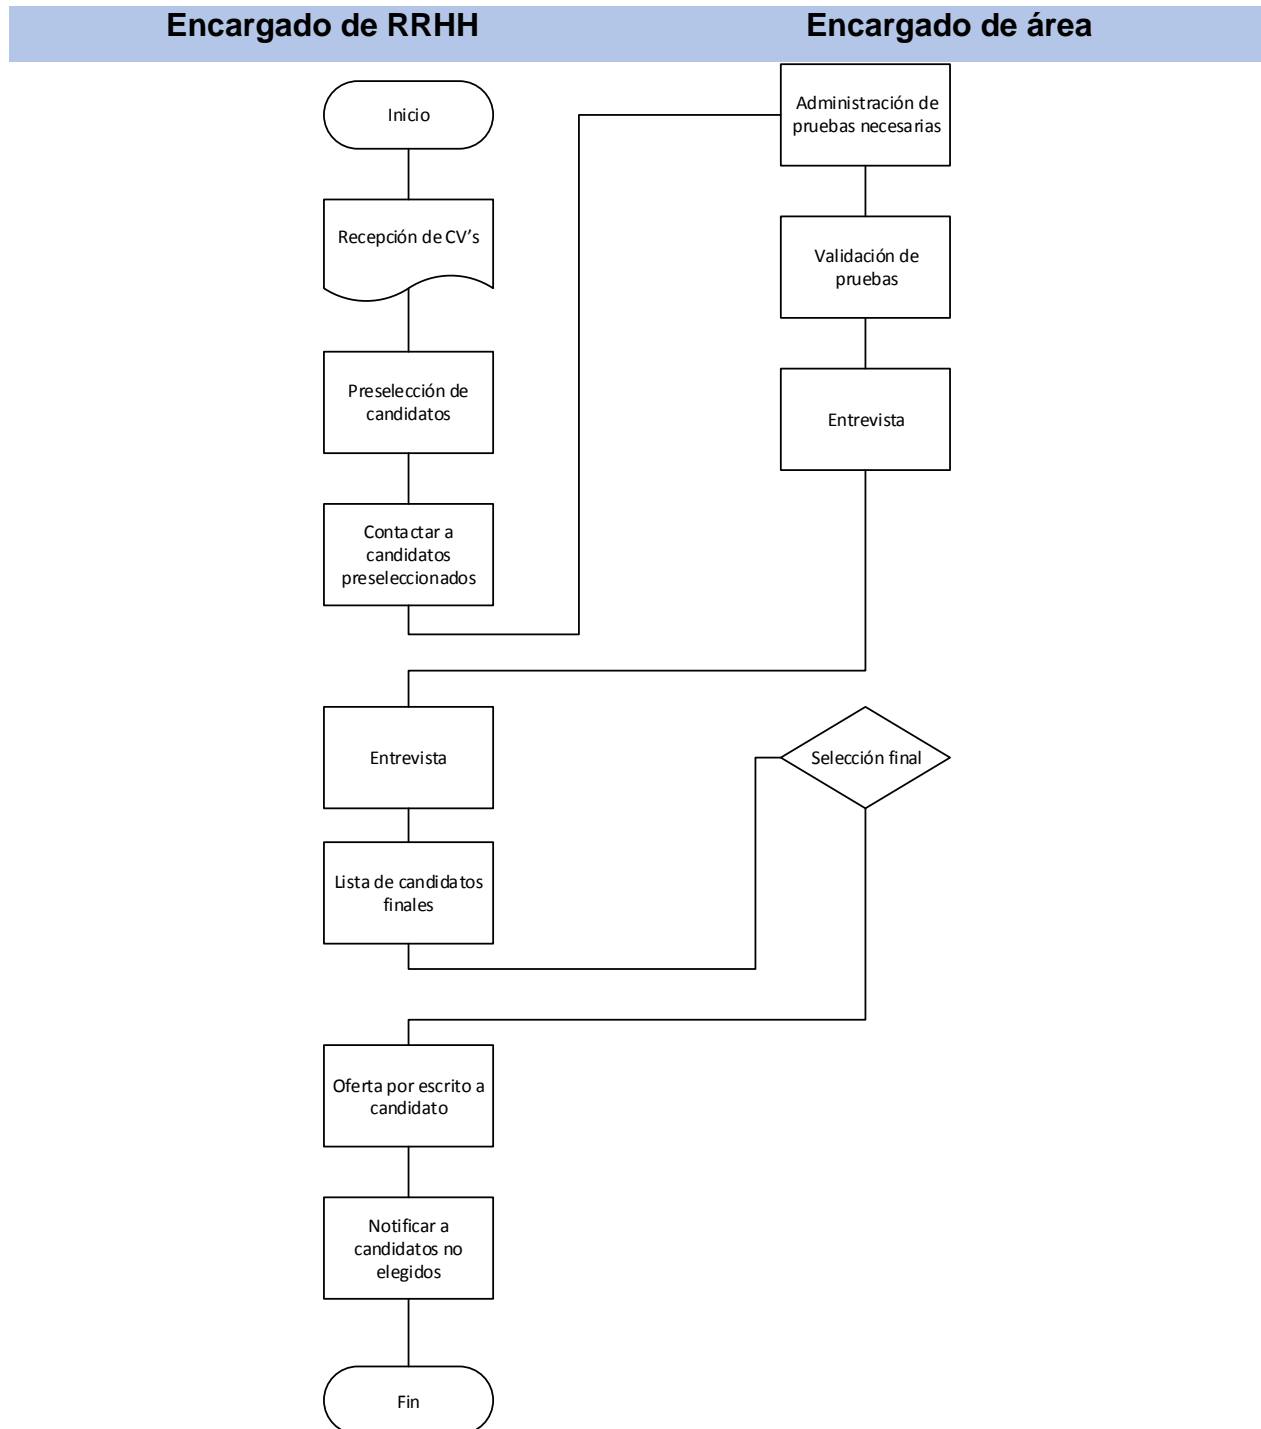 Encargado de RRHH
Encargado de área
Inicio
Recepción de CV's
Preselección de
candidatos
Contactar a
candidatos
preseleccionados
Administración de
pruebas necesarias
Validación de
pruebas
Entrevista
Entrevista
Lista de candidatos
finales
Selección final
Oferta por escrito a
candidato
Notificar a
candidatos no
elegidos
Fin